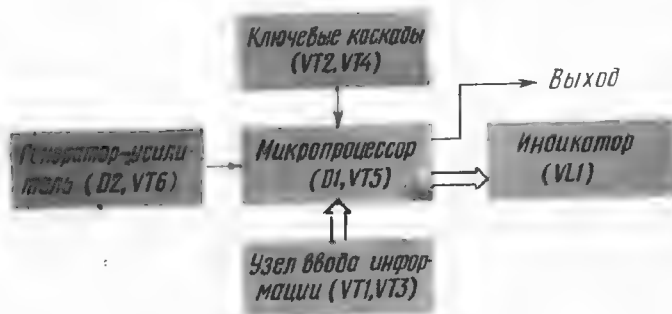 Ключевые каскады
(VT2, VT4)
Выход
Генератор-усили-
тель (D2, VT6)
Микропроцессор
(D1, VT5)
Индикатор
(VL1)
Узел ввода инфор-
мации (VT1, VT3)